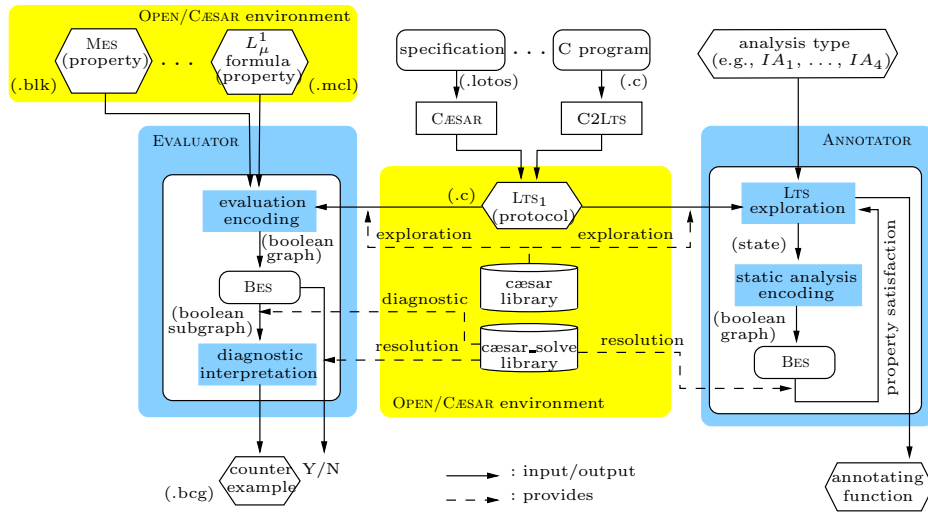 OPEN/CÆSAR environment
MES
(property)
. . .
L¹μ
formula
(property)
(.blk)
(.mcl)
specification
. . .
C program
(.lotos)
(.c)
CÆSAR
C2LTS
analysis type
(e.g., IA₁, . . . , IA₄)
EVALUATOR
evaluation
encoding
(boolean
graph)
BES
(boolean
subgraph)
diagnostic
interpretation
counter
example
(.bcg)
Y/N
(.c)
LTS₁
(protocol)
exploration
exploration
cæsar
library
diagnostic
resolution
cæsar_solve
library
resolution
OPEN/CÆSAR environment
ANNOTATOR
LTS
exploration
(state)
static analysis
encoding
(boolean
graph)
BES
property satisfaction
annotating
function
: input/output
: provides